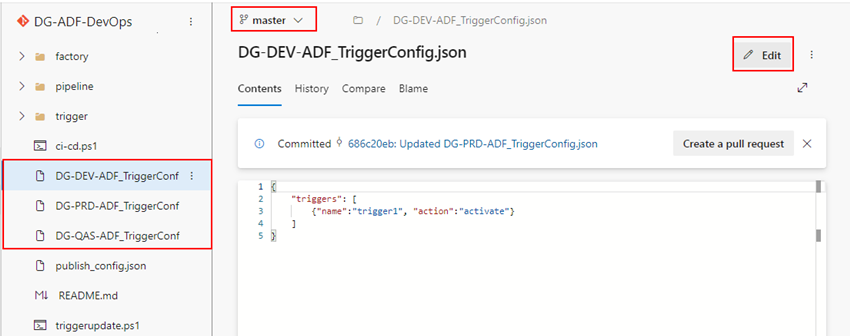 DG-ADF-DevOps
factory
pipeline
trigger
ci-cd.ps1
DG-DEV-ADF_TriggerConf
DG-PRD-ADF_TriggerConf
DG-QAS-ADF_TriggerConf
publish_config.json
README.md
triggerupdate.ps1
master
/ DG-DEV-ADF_TriggerConfig.json
DG-DEV-ADF_TriggerConfig.json
Edit
Contents History Compare Blame
Committed 686c20eb: Updated DG-PRD-ADF_TriggerConfig.json
Create a pull request
1 {
2 "triggers": [
3 {"name":"trigger1", "action":"activate"}
4 ]
5 }